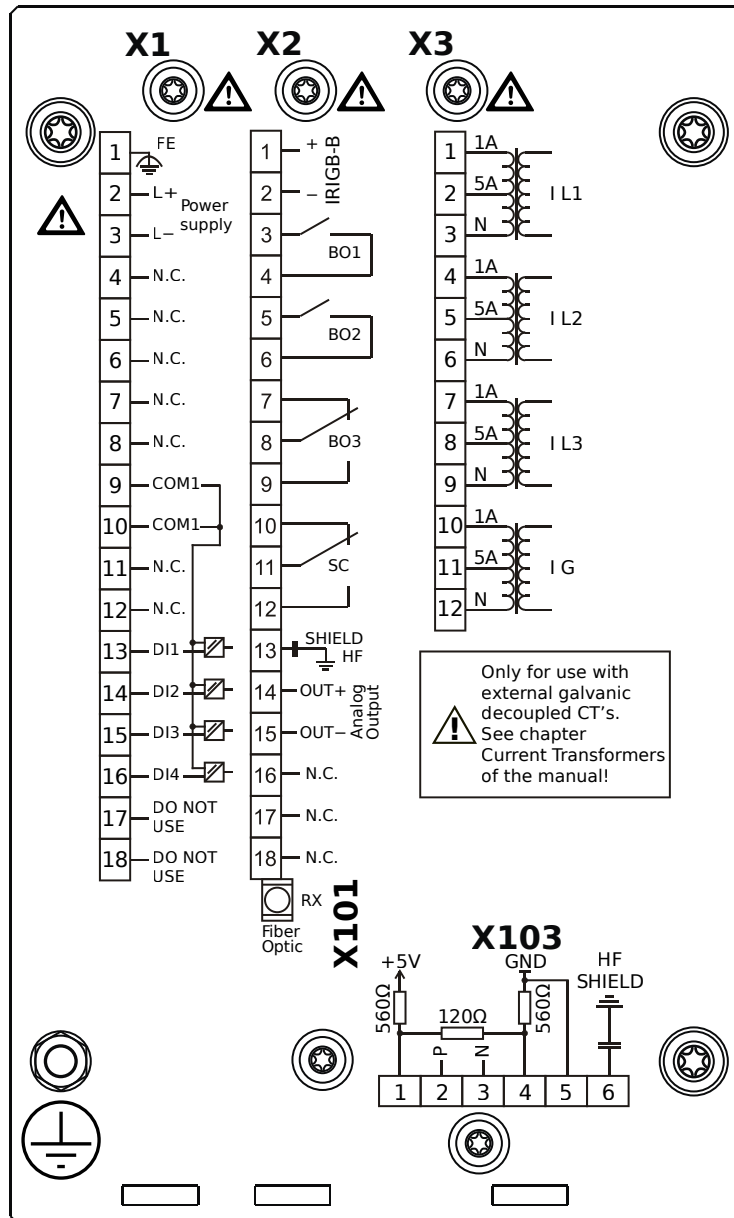 X1
X2
X3
1 FE
2 L+
3 L−
Power
supply
4 N.C.
5 N.C.
6 N.C.
7 N.C.
8 N.C.
9 COM1
10 COM1
11 N.C.
12 N.C.
13 DI1
14 DI2
15 DI3
16 DI4
17 DO NOT
USE
18 DO NOT
USE
1 +
2 −
IRIGB-B
3
4
BO1
5
6
BO2
7
8
9
BO3
10
11
12
SC
13 SHIELD
HF
14 OUT+
15 OUT−
Analog
Output
16 N.C.
17 N.C.
18 N.C.
RX
Fiber
Optic
X101
1 1A
2 5A
3 N
I L1
4 1A
5 5A
6 N
I L2
7 1A
8 5A
9 N
I L3
10 1A
11 5A
12 N
I G
Only for use with
external galvanic
decoupled CT's.
See chapter
Current Transformers
of the manual!
X103
+5V
GND
HF
SHIELD
560Ω
120Ω
560Ω
P
N
1 2 3 4 5 6